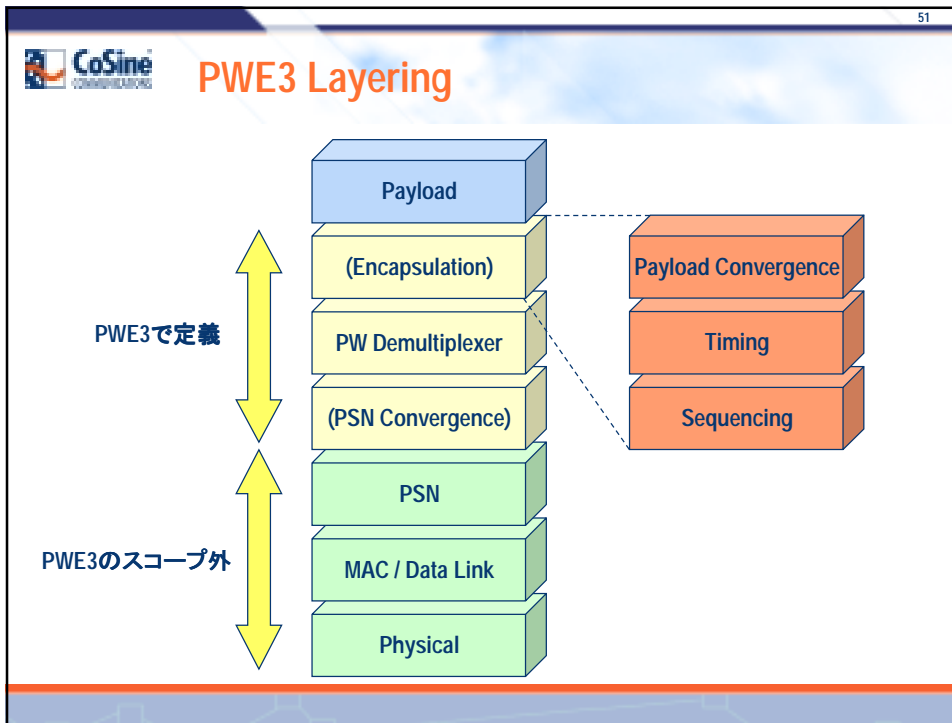 51
CoSine
COMMUNICATIONS
PWE3 Layering
Payload
(Encapsulation)
PW Demultiplexer
(PSN Convergence)
PSN
MAC / Data Link
Physical
PWE3で定義
PWE3のスコープ外
Payload Convergence
Timing
Sequencing